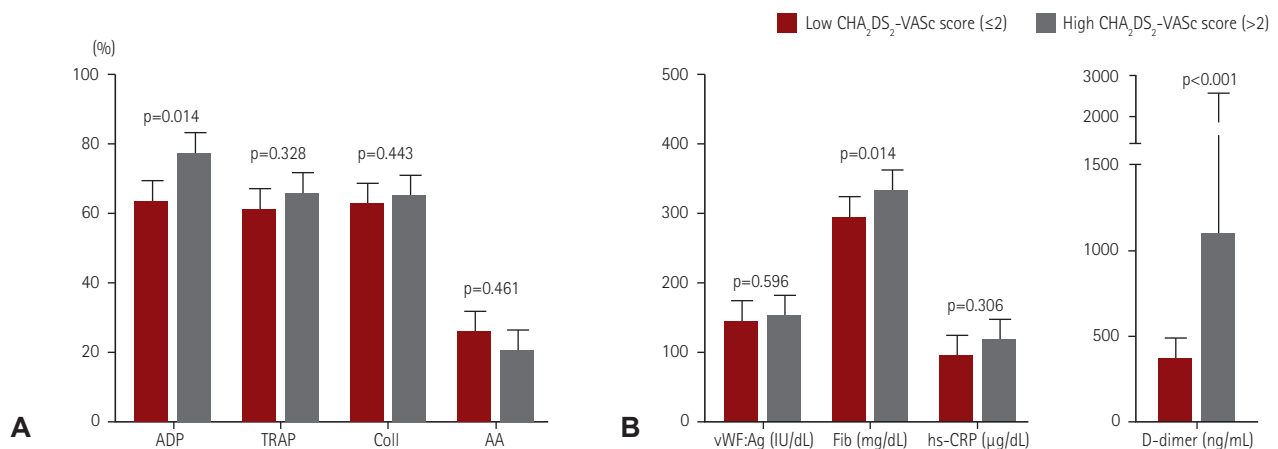 Low CHA₂DS₂-VASc score (≤2) High CHA₂DS₂-VASc score (>2)
(%)
100
80
60
40
20
0
p=0.014
p=0.328
p=0.443
p=0.461
ADP TRAP Coll AA
A
500
400
300
200
100
0
p=0.596
p=0.014
p=0.306
vWF:Ag (IU/dL) Fib (mg/dL) hs-CRP (µg/dL)
B
3000
2000
1500
1000
500
0
p<0.001
D-dimer (ng/mL)